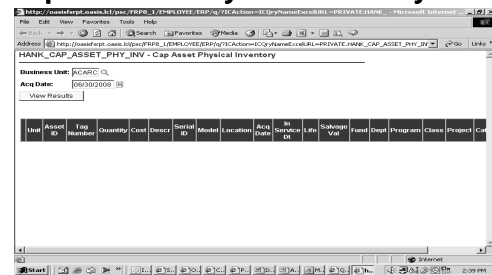 http://oasisfsrpt.oasis.lcl/psc/FRP8_1/EMPLOYEE/ERP/q/?ICAction=ICQryNameExcelURL=PRIVATE.HANK_ - Microsoft Internet
File Edit View Favorites Tools Help
Back Search Favorites Media
Address http://oasisfsrpt.oasis.lcl/psc/FRP8_1/EMPLOYEE/ERP/q/?ICAction=ICQryNameExcelURL=PRIVATE.HANK_CAP_ASSET_PHY_IN Go Links
HANK_CAP_ASSET_PHY_INV - Cap Asset Physical Inventory
Business Unit: ACARC
Acq Date: 06/30/2008
View Results
Unit Asset ID Tag Number Quantity Cost Descr Serial ID Model Location Acq Date In Service Dt Life Salvage Val Fund Dept Program Class Project Cat
Internet
Start 2:39 PM